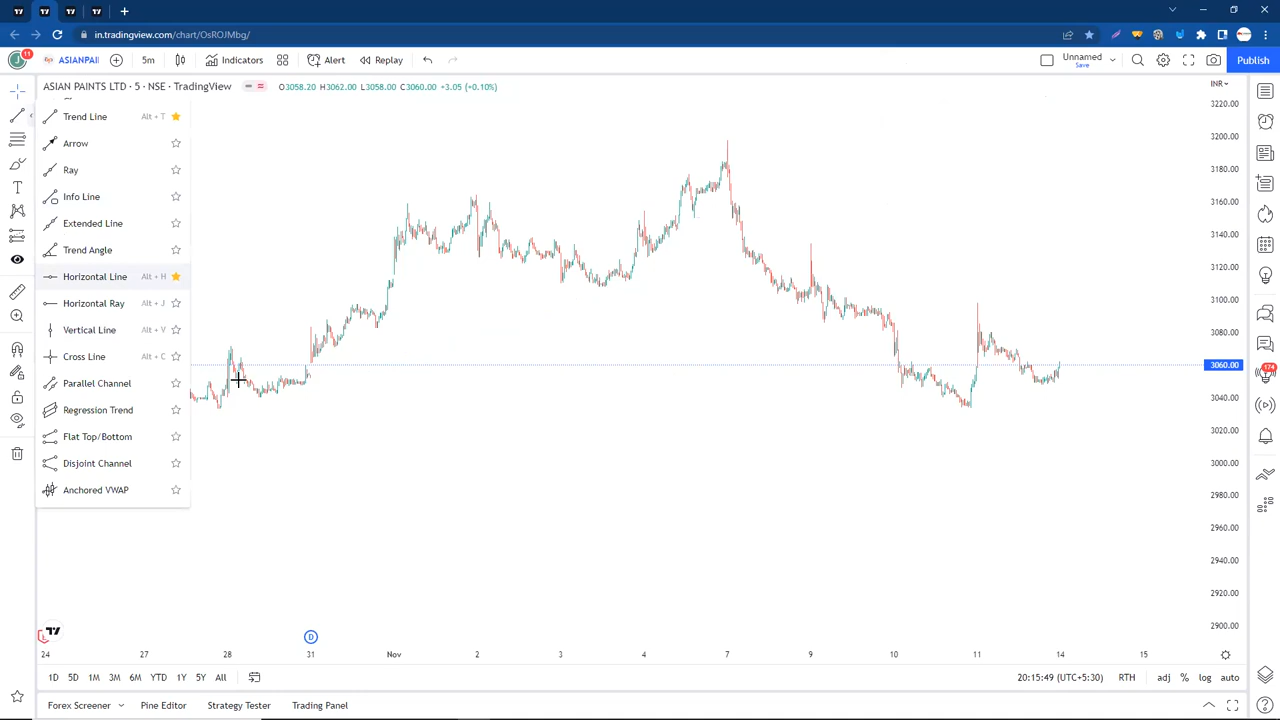 in.tradingview.com/chart/OsROJMbg/
J
11
ASIANPAI
5m
Indicators
Alert
Replay
Unnamed
Save
Publish
ASIAN PAINTS LTD · 5 · NSE · TradingView
O3058.20 H3062.00 L3058.00 C3060.00 +3.05 (+0.10%)
INR
Trend Line Alt + T
Arrow
Ray
Info Line
Extended Line
Trend Angle
Horizontal Line Alt + H
Horizontal Ray Alt + J
Vertical Line Alt + V
Cross Line Alt + C
Parallel Channel
Regression Trend
Flat Top/Bottom
Disjoint Channel
Anchored VWAP
3220.00
3200.00
3180.00
3160.00
3140.00
3120.00
3100.00
3080.00
3060.00
3040.00
3020.00
3000.00
2980.00
2960.00
2940.00
2920.00
2900.00
174
D
24 27 28 31 Nov 2 3 4 7 9 10 11 14 15
1D 5D 1M 3M 6M YTD 1Y 5Y All
20:15:49 (UTC+5:30) RTH adj % log auto
Forex Screener Pine Editor Strategy Tester Trading Panel